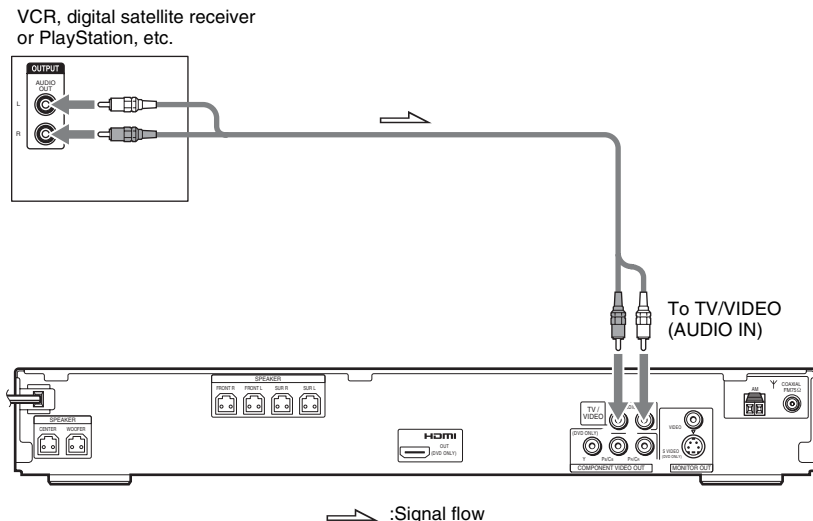 VCR, digital satellite receiver
or PlayStation, etc.
OUTPUT
AUDIO
OUT
L
R
To TV/VIDEO
(AUDIO IN)
SPEAKER
FRONT R FRONT L SUR R SUR L
SPEAKER
CENTER WOOFER
HDMI
OUT
(DVD ONLY)
TV /
VIDEO
(DVD ONLY)
Y PB/CB PR/CR
COMPONENT VIDEO OUT
VIDEO
S VIDEO
(DVD ONLY)
MONITOR OUT
AM
COAXIAL
FM75Ω
:Signal flow